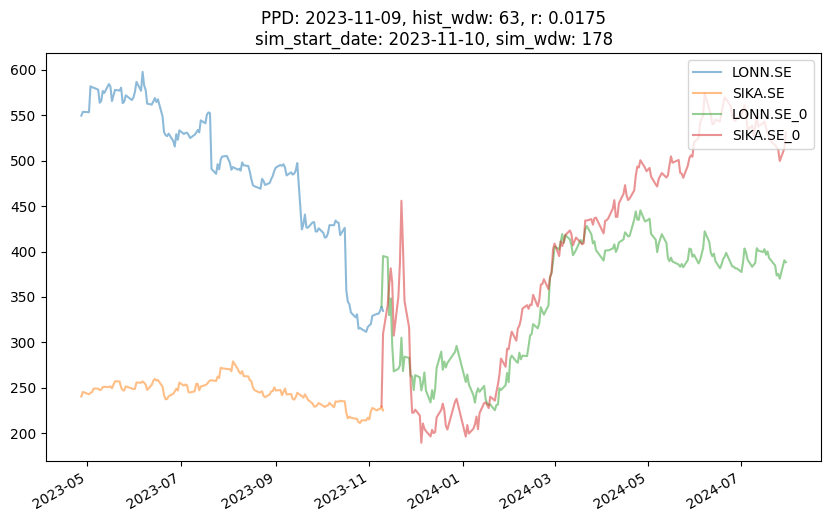 PPD: 2023-11-09, hist_wdw: 63, r: 0.0175
sim_start_date: 2023-11-10, sim_wdw: 178
LONN.SE
SIKA.SE
LONN.SE_0
SIKA.SE_0
600
550
500
450
400
350
300
250
200
2023-05
2023-07
2023-09
2023-11
2024-01
2024-03
2024-05
2024-07